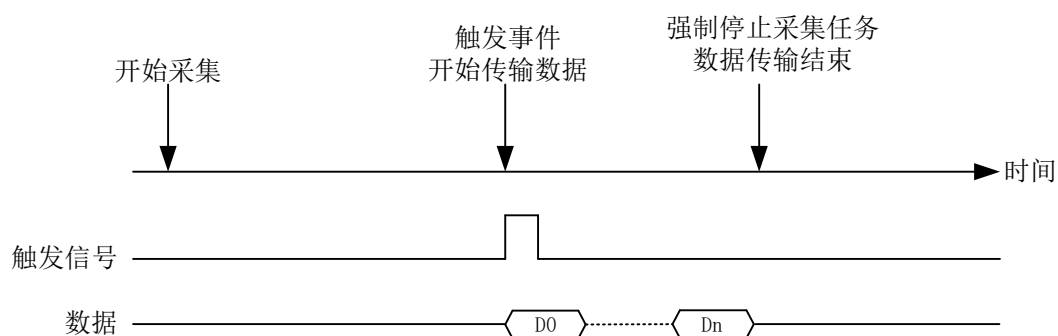 开始采集
触发事件
开始传输数据
强制停止采集任务
数据传输结束
时间
触发信号
数据
D0
Dn